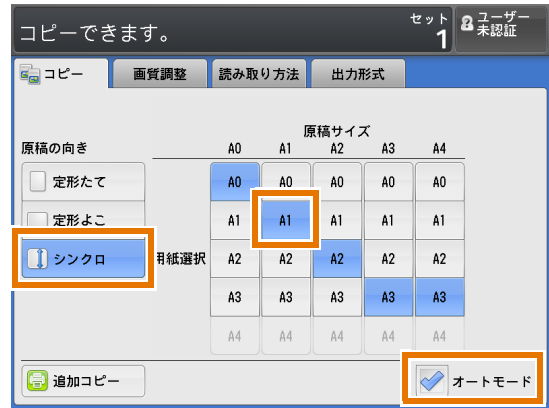 コピーできます。
セット
1
ユーザー
未認証
コピー 画質調整 読み取り方法 出力形式
原稿サイズ
原稿の向き A0 A1 A2 A3 A4
定形たて A0 A0 A0 A0 A0
定形よこ A1 A1 A1 A1 A1
シンクロ 用紙選択 A2 A2 A2 A2 A2
A3 A3 A3 A3 A3
A4 A4 A4 A4 A4
追加コピー オートモード